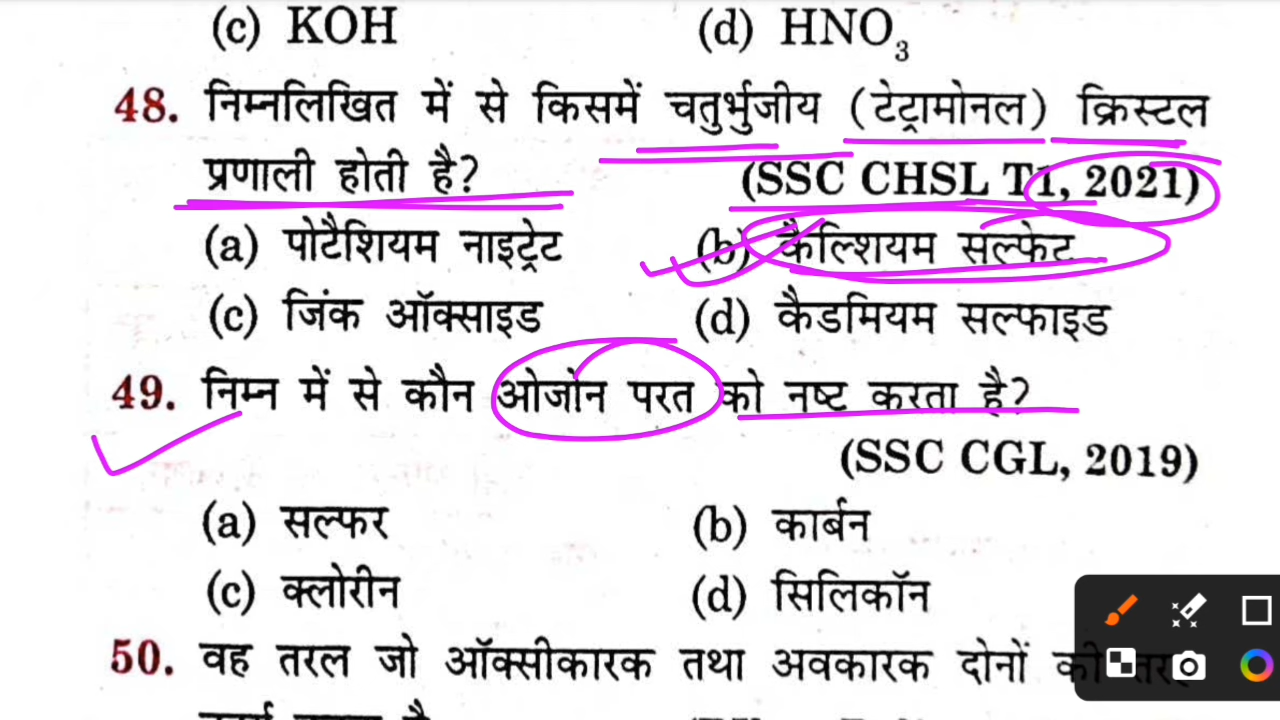 (c) KOH (d) HNO₃
48. निम्नलिखित में से किसमें चतुर्भुजीय (टेट्रामोनल) क्रिस्टल
प्रणाली होती है? (SSC CHSL T1, 2021)
(a) पोटैशियम नाइट्रेट (b) कैल्शियम सल्फेट
(c) जिंक ऑक्साइड (d) कैडमियम सल्फाइड
49. निम्न में से कौन ओजोन परत को नष्ट करता है?
(SSC CGL, 2019)
(a) सल्फर (b) कार्बन
(c) क्लोरीन (d) सिलिकॉन
50. वह तरल जो ऑक्सीकारक तथा अवकारक दोनों की